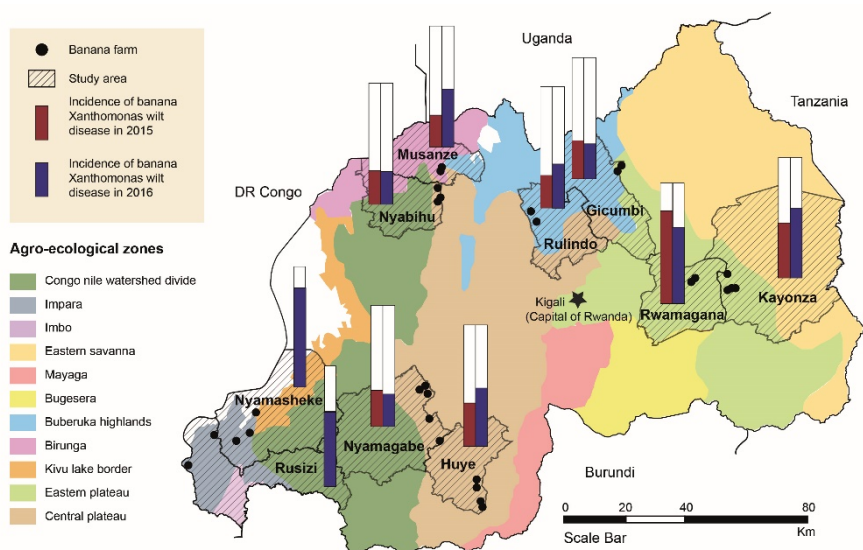 Banana farm
Study area
Incidence of banana
Xanthomonas wilt
disease in 2015
Incidence of banana
Xanthomonas wilt
disease in 2016
Agro-ecological zones
Congo nile watershed divide
Impara
Imbo
Eastern savanna
Mayaga
Bugesera
Buberuka highlands
Birunga
Kivu lake border
Eastern plateau
Central plateau
Uganda
Tanzania
DR Congo
Musanze
Nyabihu
Gicumbi
Rulindo
Kigali
(Capital of Rwanda)
Rwamagana
Kayonza
Nyamasheke
Nyamagabe
Rusizi
Huye
Burundi
0 20 40 60 80
Km
Scale Bar